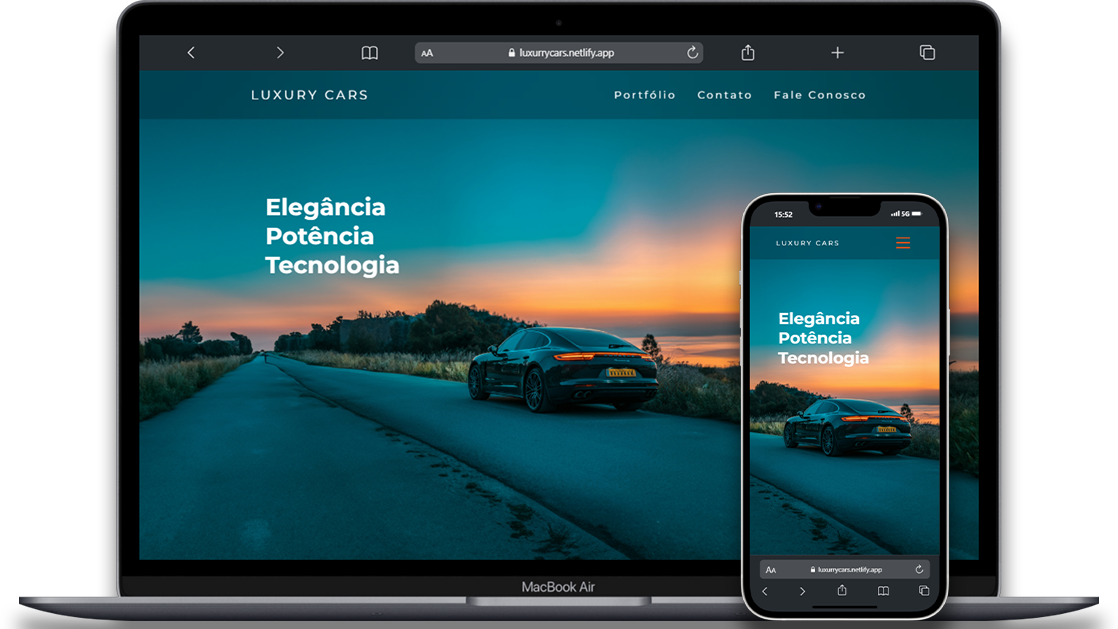 AA luxurrycars.netlify.app
LUXURY CARS Portfólio Contato Fale Conosco
Elegância
Potência
Tecnologia
MacBook Air
15:52 5G
LUXURY CARS
Elegância
Potência
Tecnologia
AA luxurrycars.netlify.app